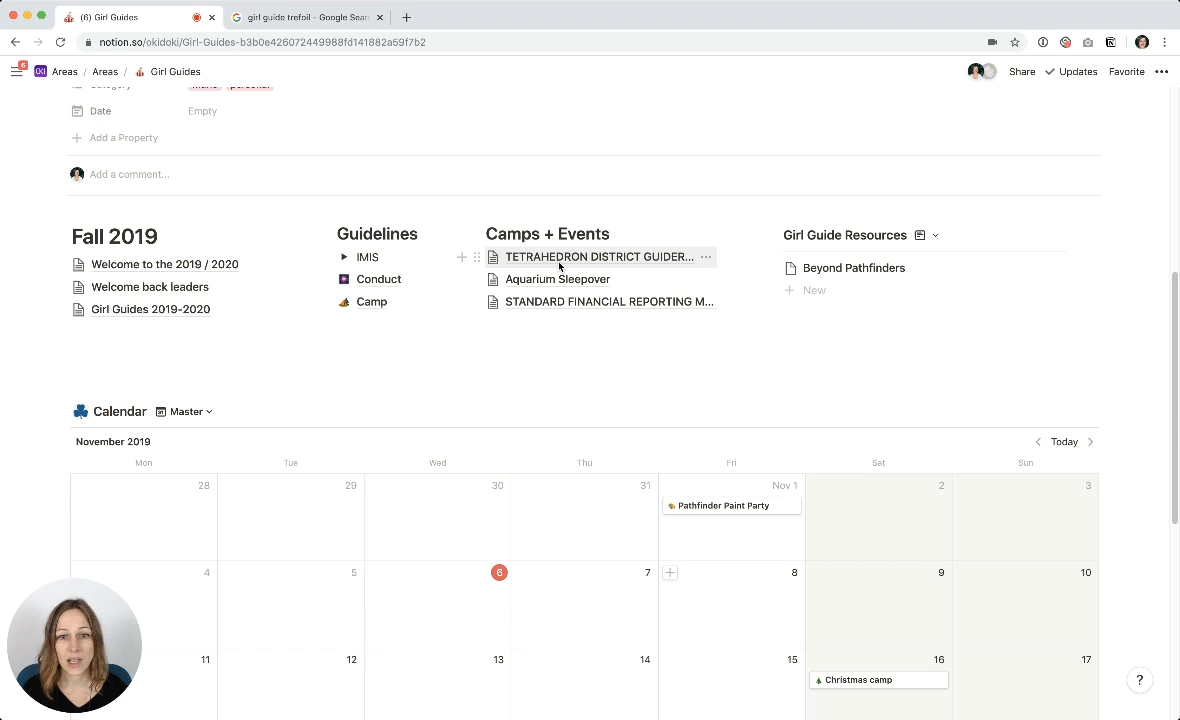 (6) Girl Guides
girl guide trefoil - Google Sear
notion.so/okidoki/Girl-Guides-b3b0e426072449988fd141882a59f7b2
6
OKI
Areas / Areas / Girl Guides
Share
Updates
Favorite
Category
personal
Date
Empty
Add a Property
Add a comment...
Fall 2019
Welcome to the 2019 / 2020
Welcome back leaders
Girl Guides 2019-2020
Guidelines
IMIS
Conduct
Camp
Camps + Events
TETRAHEDRON DISTRICT GUIDER...
Aquarium Sleepover
STANDARD FINANCIAL REPORTING M...
Girl Guide Resources
Beyond Pathfinders
New
Calendar
31
Master
November 2019
Today
Mon Tue Wed Thu Fri Sat Sun
28 29 30 31 Nov 1 2 3
Pathfinder Paint Party
4 5 6 7 8 9 10
11 12 13 14 15 16 17
Christmas camp
?